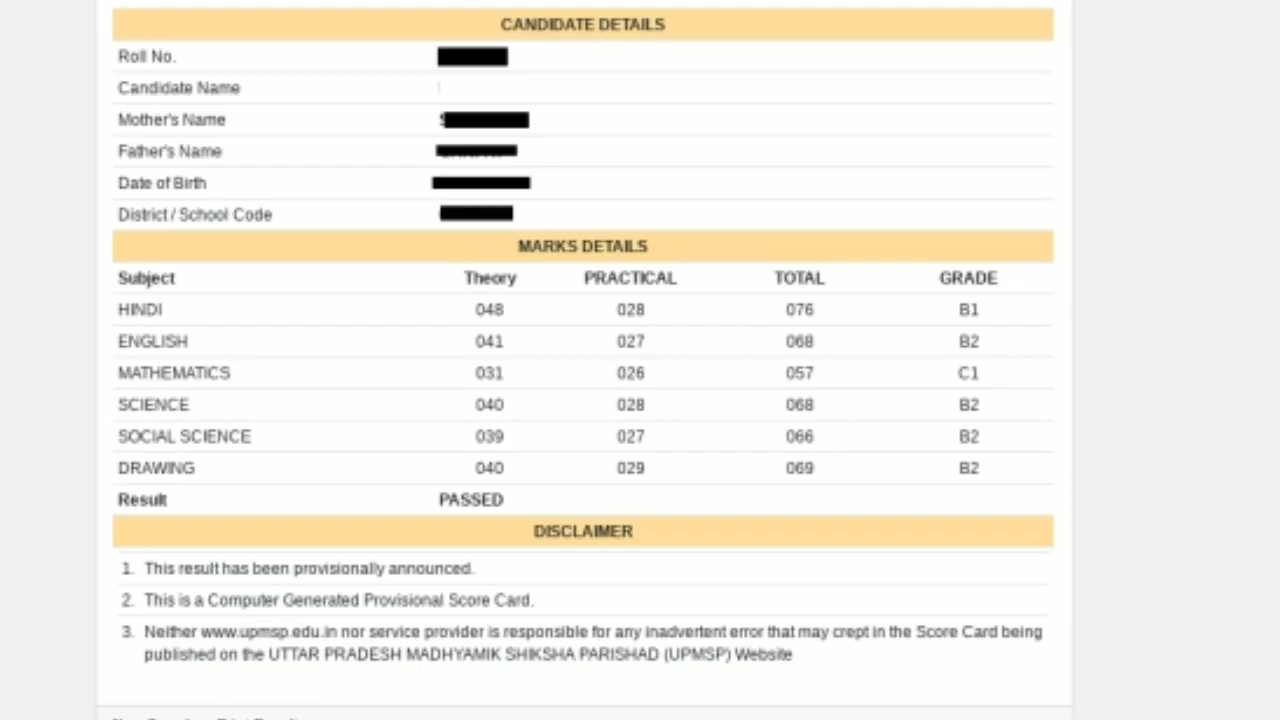 CANDIDATE DETAILS
Roll No.
Candidate Name
Mother's Name
Father's Name
Date of Birth
District / School Code
MARKS DETAILS
Subject Theory PRACTICAL TOTAL GRADE
HINDI 048 028 076 B1
ENGLISH 041 027 068 B2
MATHEMATICS 031 026 057 C1
SCIENCE 040 028 068 B2
SOCIAL SCIENCE 039 027 066 B2
DRAWING 040 029 069 B2
Result PASSED
DISCLAIMER
1. This result has been provisionally announced.
2. This is a Computer Generated Provisional Score Card.
3. Neither www.upmsp.edu.in nor service provider is responsible for any inadvertent error that may crept in the Score Card being
published on the UTTAR PRADESH MADHYAMIK SHIKSHA PARISHAD (UPMSP) Website